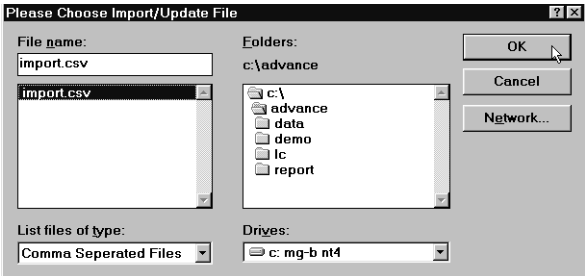 Please Choose Import/Update File
File name:
import.csv
import.csv
List files of type:
Comma Seperated Files
Folders:
c:\advance
c:\
advance
data
demo
lc
report
Drives:
c: mg-b nt4
OK
Cancel
Network...